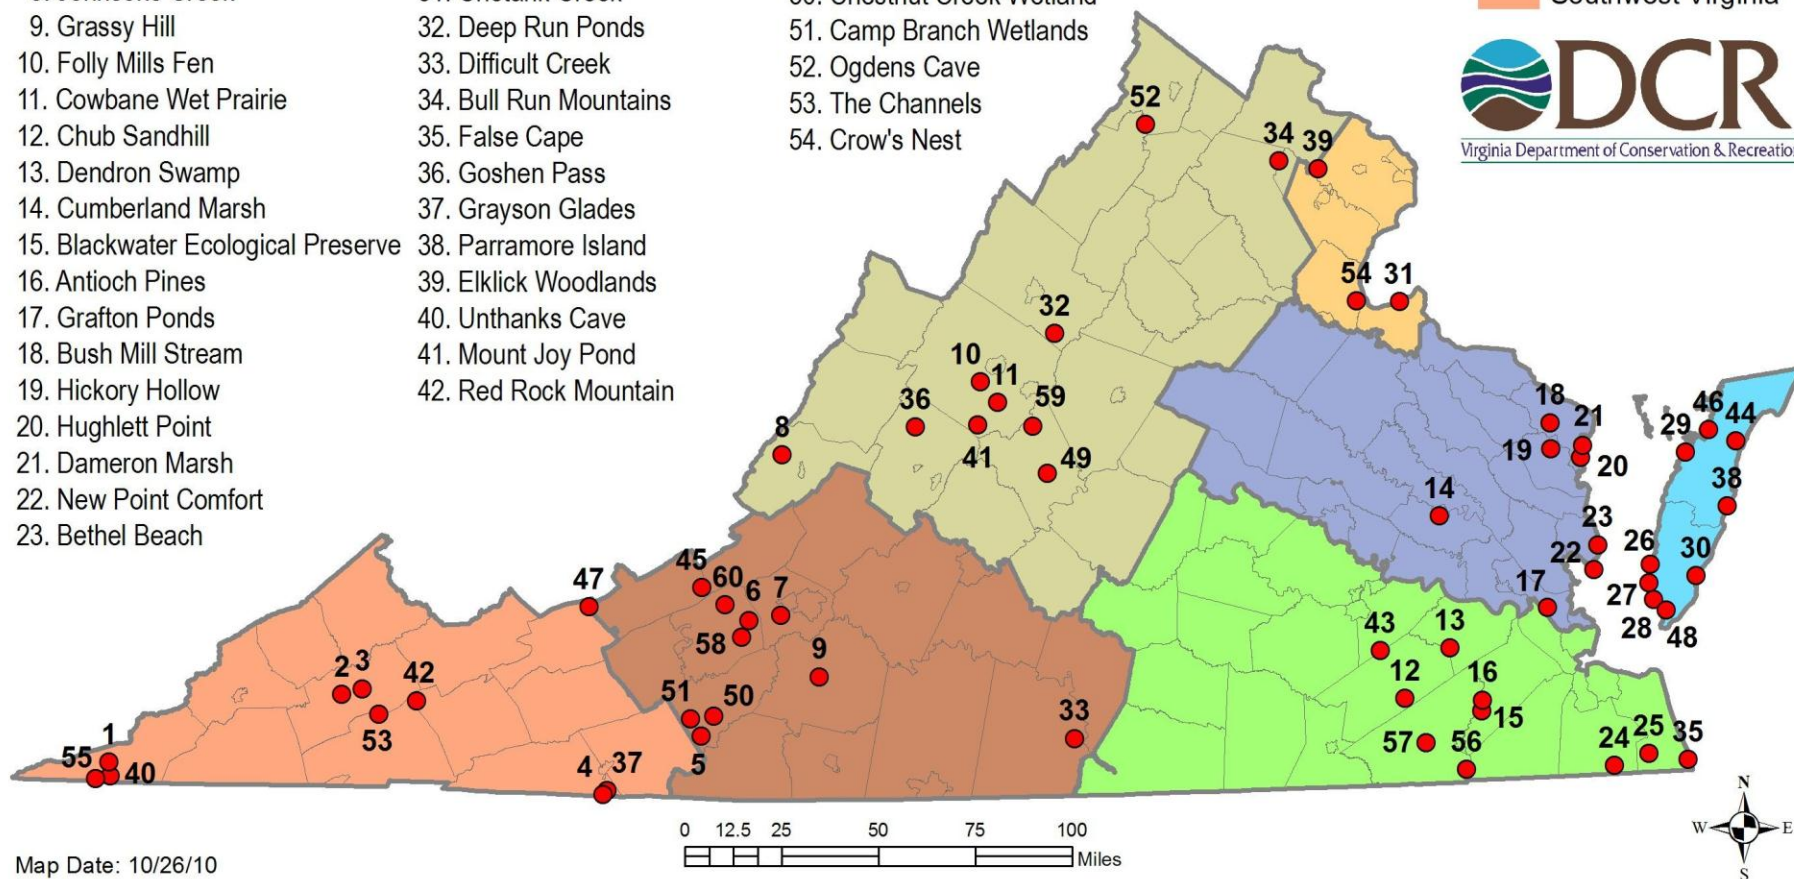 9. Grassy Hill
10. Folly Mills Fen
11. Cowbane Wet Prairie
12. Chub Sandhill
13. Dendron Swamp
14. Cumberland Marsh
15. Blackwater Ecological Preserve
16. Antioch Pines
17. Grafton Ponds
18. Bush Mill Stream
19. Hickory Hollow
20. Hughlett Point
21. Dameron Marsh
22. New Point Comfort
23. Bethel Beach
32. Deep Run Ponds
33. Difficult Creek
34. Bull Run Mountains
35. False Cape
36. Goshen Pass
37. Grayson Glades
38. Parramore Island
39. Elklick Woodlands
40. Unthanks Cave
41. Mount Joy Pond
42. Red Rock Mountain
51. Camp Branch Wetlands
52. Ogdens Cave
53. The Channels
54. Crow's Nest
Southwest Virginia
DCR
Virginia Department of Conservation & Recreation
52
34 39
54 31
32
10
11
36
59
8
41
49
18
21
19
20
46
44
29
38
14
23
22
26
30
27
28
48
17
45
60
6
7
47
58
9
43
13
2 3
42
53
51
50
5
12
16
15
33
57
56
24
25
35
1
55
40
4
37
0 12.5 25 50 75 100
Miles
N
W E
S
Map Date: 10/26/10